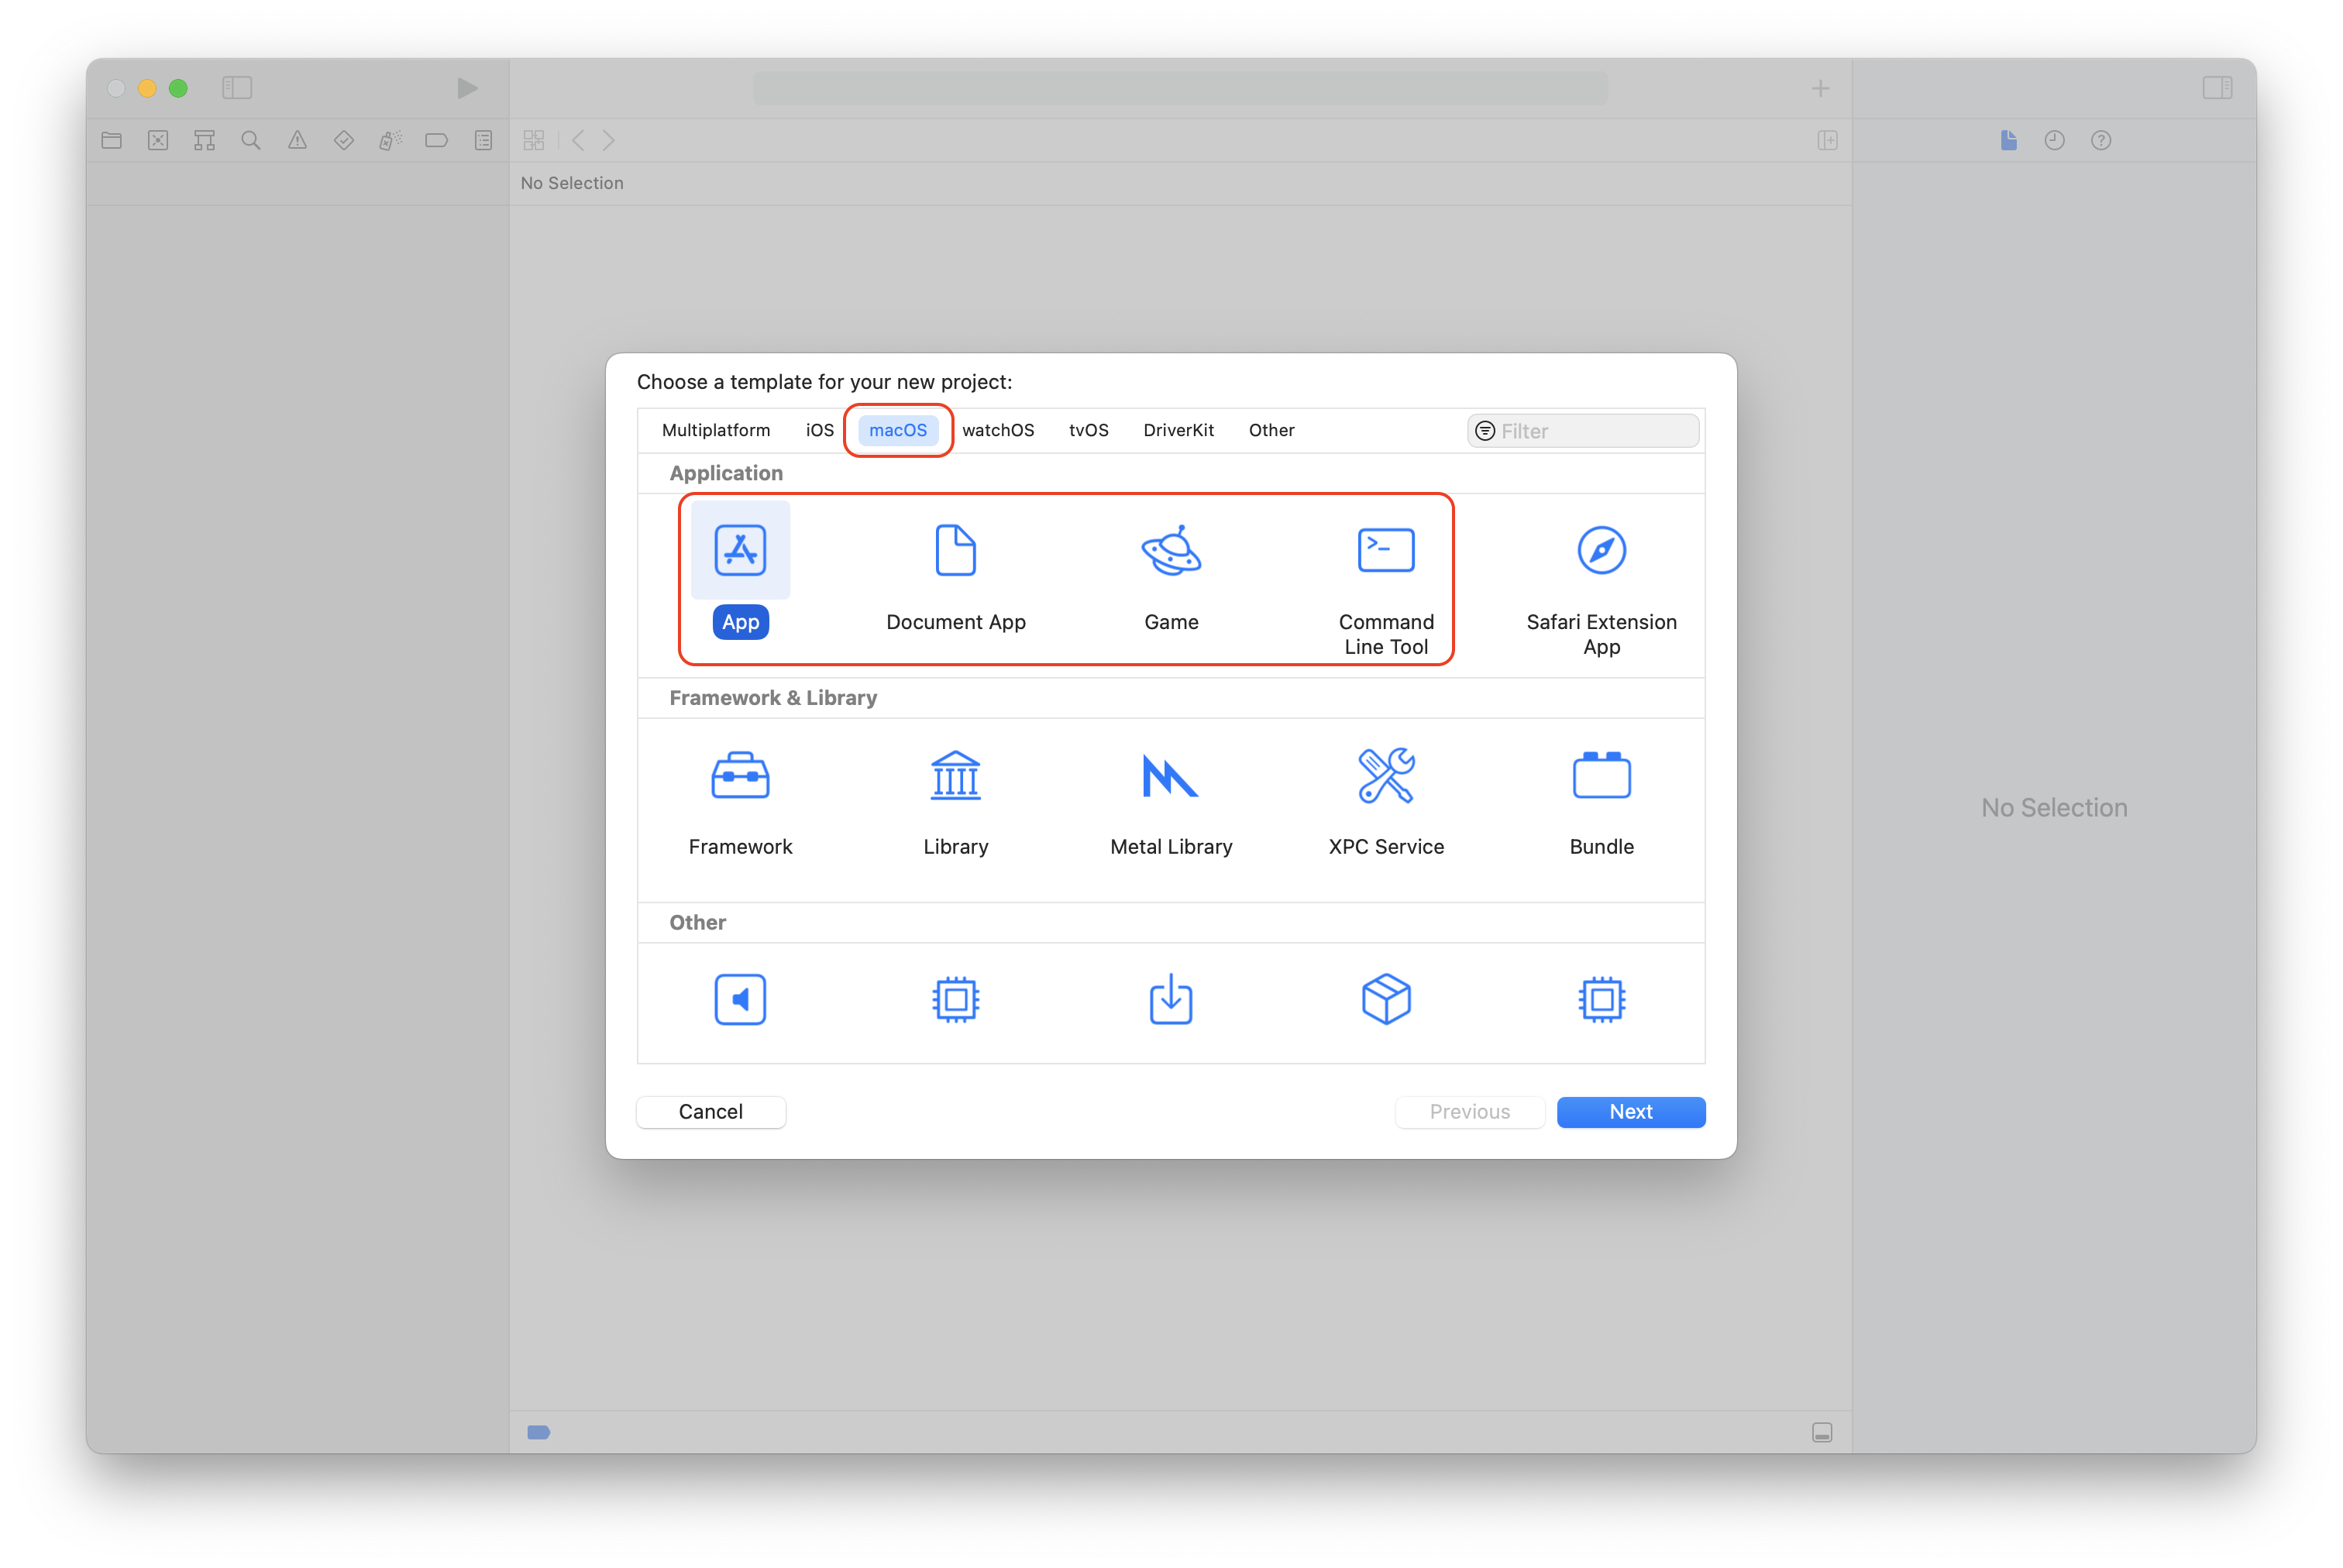 No Selection
Choose a template for your new project:
Multiplatform iOS macOS watchOS tvOS DriverKit Other Filter
Application
App Document App Game Command Line Tool Safari Extension App
Framework & Library
Framework Library Metal Library XPC Service Bundle
No Selection
Other
Cancel Previous Next